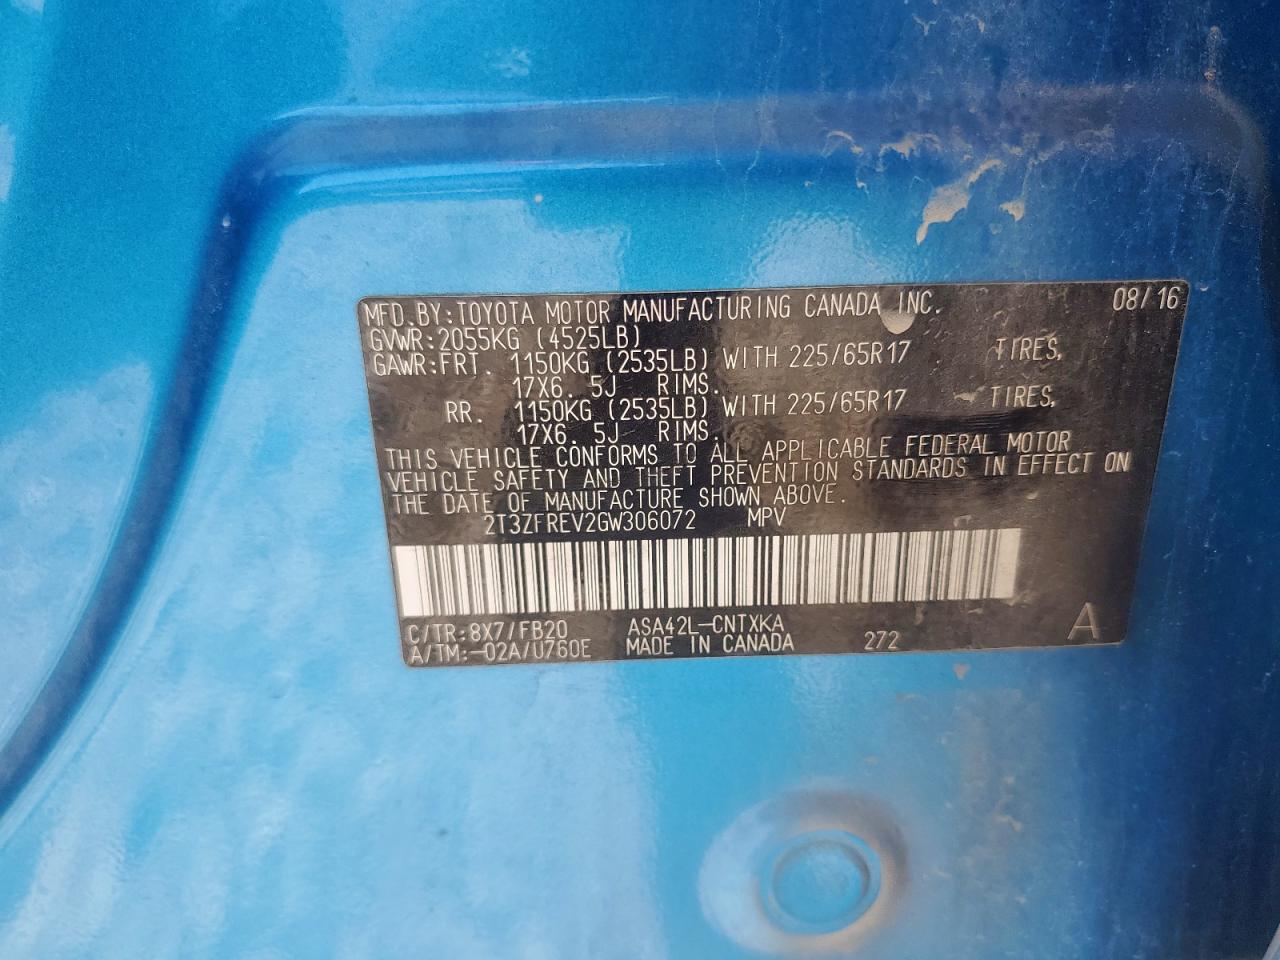 MFD. BY: TOYOTA MOTOR MANUFACTURING CANADA INC. 08/16
GVWR: 2055KG (4525LB)
GAWR: FRT. 1150KG (2535LB) WITH 225/65R17 TIRES,
17X6. 5J RIMS.
RR. 1150KG (2535LB) WITH 225/65R17 TIRES,
17X6. 5J RIMS.
THIS VEHICLE CONFORMS TO ALL APPLICABLE FEDERAL MOTOR
VEHICLE SAFETY AND THEFT PREVENTION STANDARDS IN EFFECT ON
THE DATE OF MANUFACTURE SHOWN ABOVE.
2T3ZFREV2GW306072 MPV
C/TR: 8X7/FB20 ASA42L-CNTXKA
A/TM: -02A/U760E MADE IN CANADA 272 A